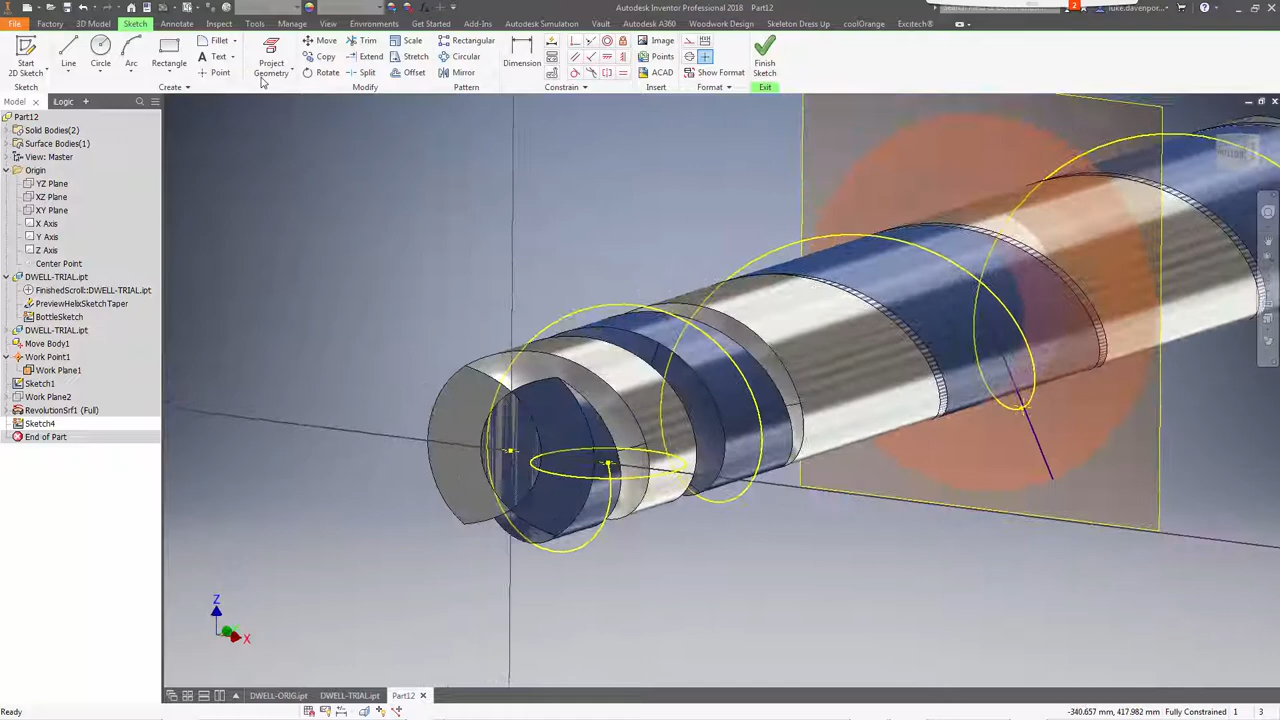 Autodesk Inventor Professional 2018 Part12
luke.davenpor...
2
File Factory 3D Model Sketch Annotate Inspect Tools Manage View Environments Get Started Add-Ins Autodesk Simulation Vault Autodesk A360 Woodwork Design Skeleton Dress Up coolOrange Excitech®
Start 2D Sketch
Line
Circle
Arc
Rectangle
Fillet
Text
Point
Project Geometry
Move
Copy
Rotate
Trim
Extend
Split
Scale
Stretch
Offset
Rectangular
Circular
Mirror
Dimension
Image
Points
ACAD
Show Format
Finish Sketch
Sketch Create Modify Pattern Constrain Insert Format Exit
Model iLogic
Part12
Solid Bodies(2)
Surface Bodies(1)
View: Master
Origin
YZ Plane
XZ Plane
XY Plane
X Axis
Y Axis
Z Axis
Center Point
DWELL-TRIAL.ipt
FinishedScroll::DWELL-TRIAL.ipt
PreviewHelixSketchTaper
BottleSketch
DWELL-TRIAL.ipt
Move Body1
Work Point1
Work Plane1
Sketch1
Work Plane2
RevolutionSrf1 (Full)
Sketch4
End of Part
Z
X
DWELL-ORIG.ipt DWELL-TRIAL.ipt Part12
Ready
-340.657 mm, 417.982 mm Fully Constrained 1 3